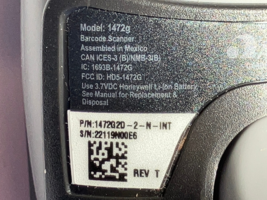 Model: 1472g
Barcode Scanner:
Assembled in Mexico
CAN ICES-3 (B)/NMB-3(B)
IC: 1693B-1472G
FCC ID: HD5-1472G
Use 3.7VDC Honeywell Li-Ion Battery
See Manual for Replacement &
Disposal
P/N:1472G2D-2-N-INT
S/N:22119N00E6
REV T